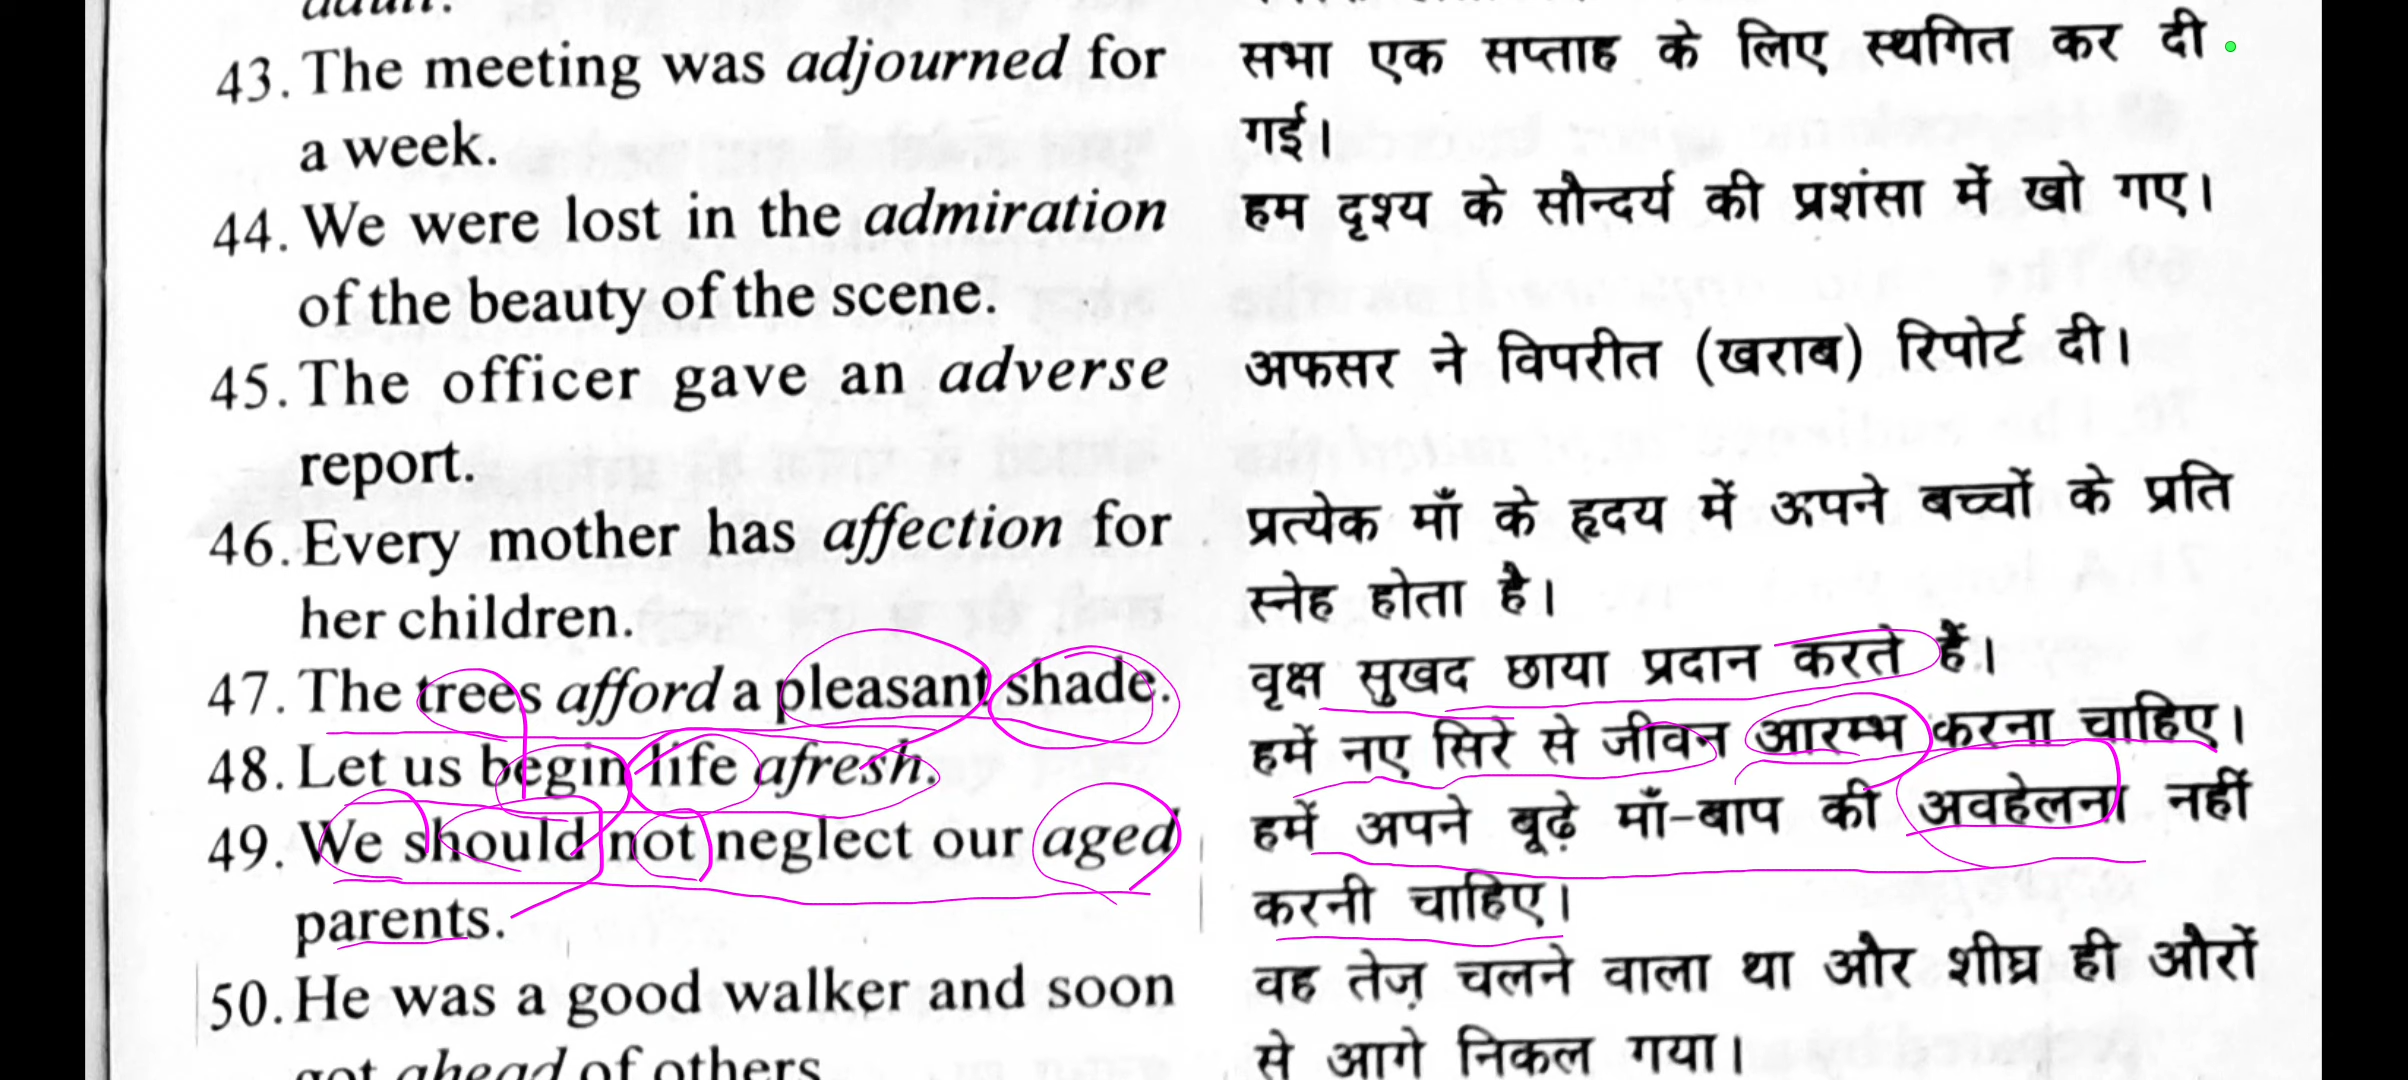 adult.
43. The meeting was adjourned for
a week.
44. We were lost in the admiration
of the beauty of the scene.
45. The officer gave an adverse
report.
46. Every mother has affection for
her children.
47. The trees afford a pleasant shade.
48. Let us begin life afresh.
49. We should not neglect our aged
parents.
50. He was a good walker and soon
got ahead of others
सभा एक सप्ताह के लिए स्थगित कर दी
गई।
हम दृश्य के सौन्दर्य की प्रशंसा में खो गए।
अफसर ने विपरीत (खराब) रिपोर्ट दी।
प्रत्येक माँ के हृदय में अपने बच्चों के प्रति
स्नेह होता है।
वृक्ष सुखद छाया प्रदान करते हैं।
हमें नए सिरे से जीवन आरम्भ करना चाहिए।
हमें अपने बूढ़े माँ-बाप की अवहेलना नहीं
करनी चाहिए।
वह तेज़ चलने वाला था और शीघ्र ही औरों
से आगे निकल गया।